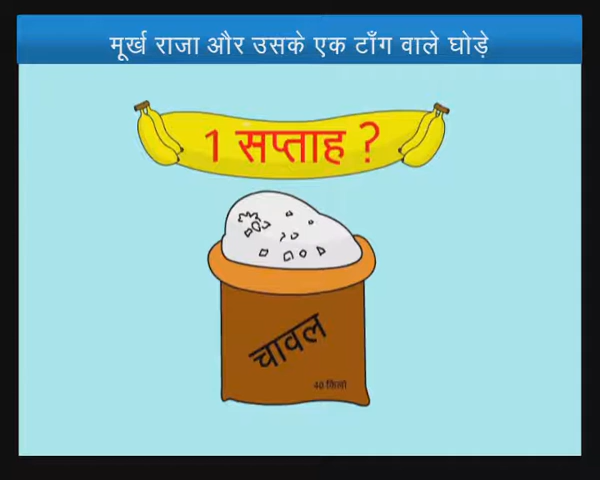 मूर्ख राजा और उसके एक टाँग वाले घोड़े
1 सप्ताह ?
चावल
40 किलो